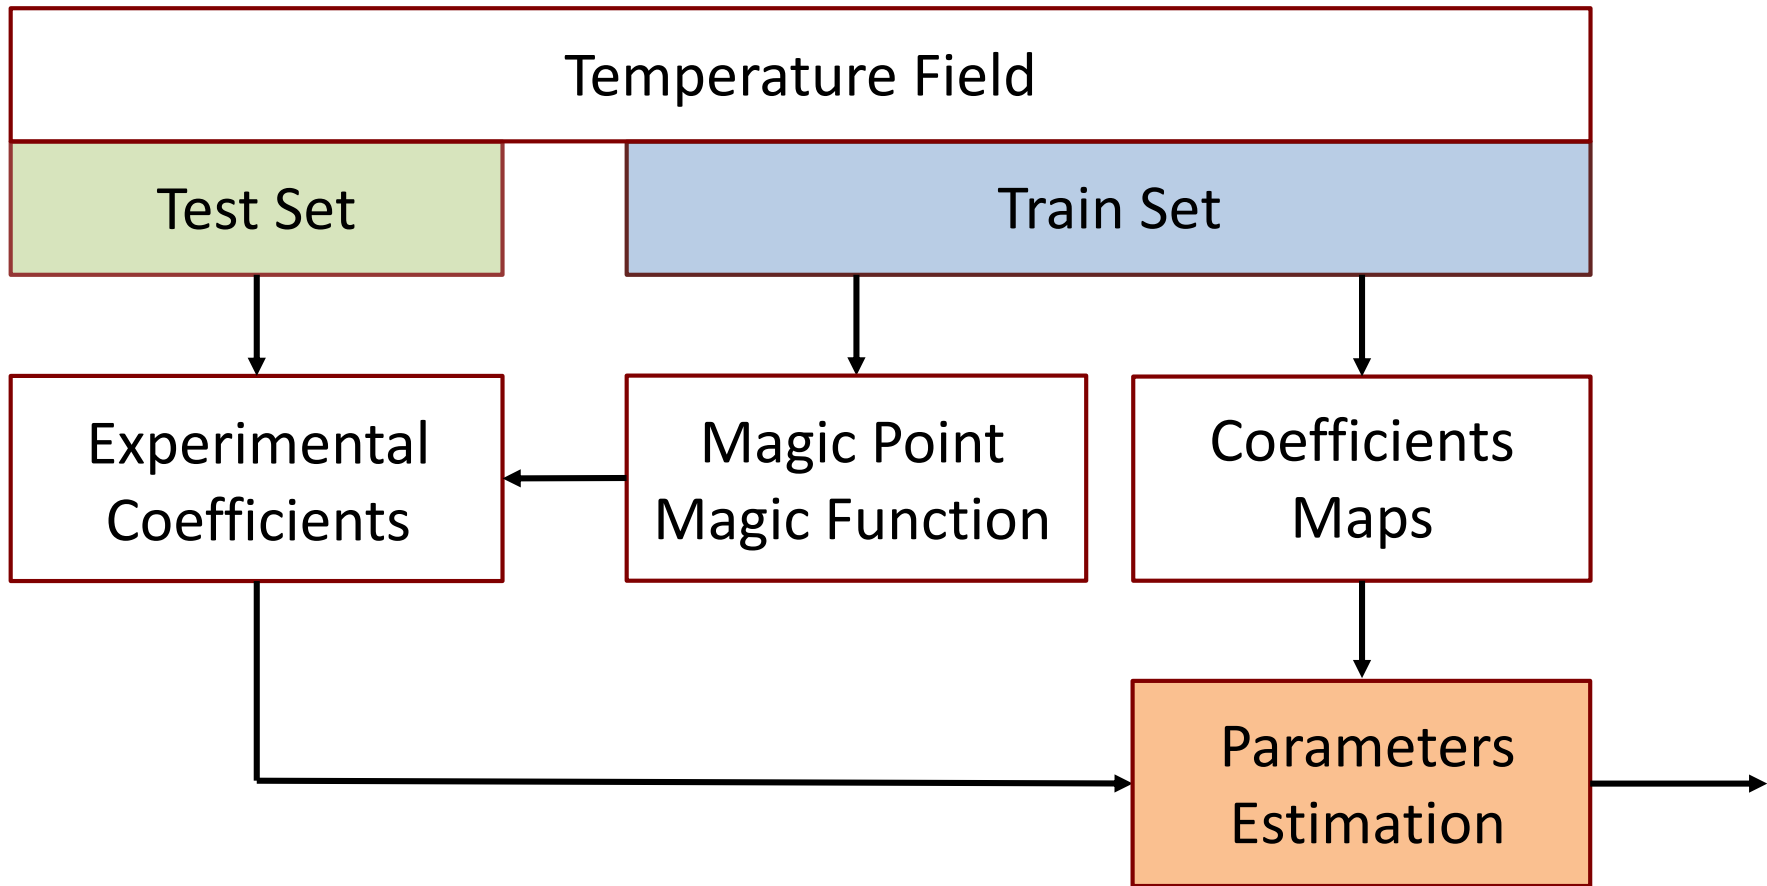 Temperature Field
Test Set
Train Set
Experimental
Coefficients
Magic Point
Magic Function
Coefficients
Maps
Parameters
Estimation